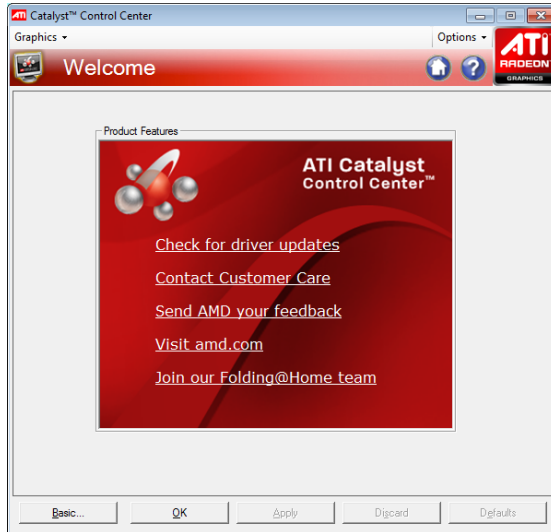 Catalyst™ Control Center
Graphics
Options
ATI
RADEON
GRAPHICS
Welcome
Product Features
ATI Catalyst
Control Center™
Check for driver updates
Contact Customer Care
Send AMD your feedback
Visit amd.com
Join our Folding@Home team
Basic...
OK
Apply
Discard
Defaults